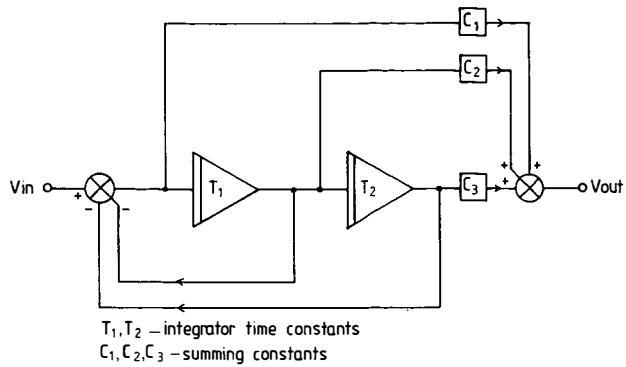 C₁
C₂
+ +
Vin + T₁ T₂ + C₃ Vout
− −
T₁,T₂ – integrator time constants
C₁,C₂,C₃ – summing constants